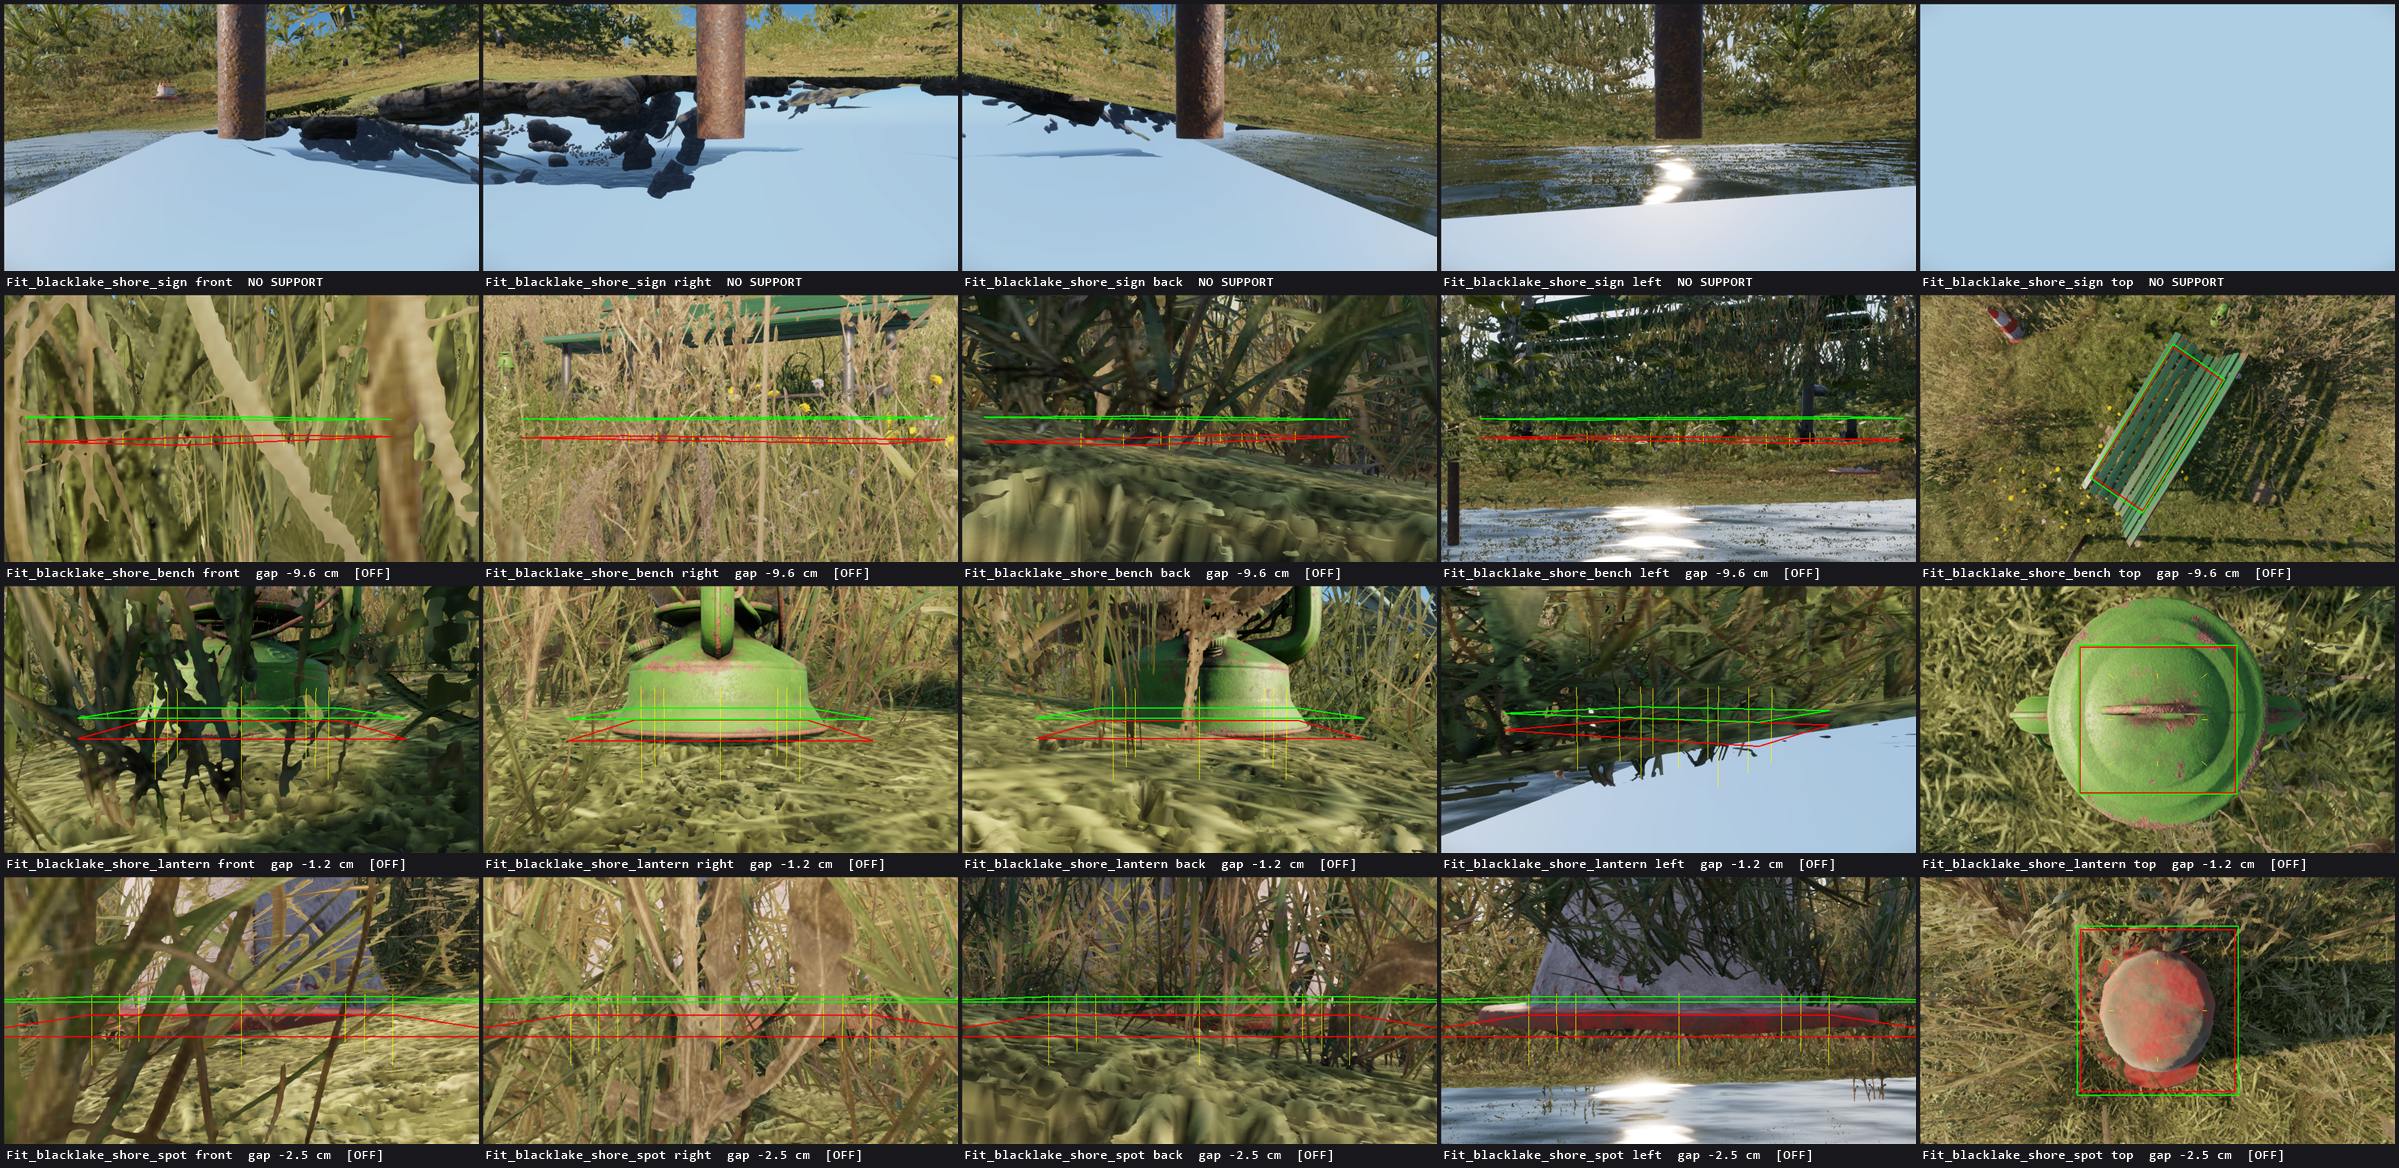 Fit_blacklake_shore_sign front  NO SUPPORT
Fit_blacklake_shore_sign right  NO SUPPORT
Fit_blacklake_shore_sign back  NO SUPPORT
Fit_blacklake_shore_sign left  NO SUPPORT
Fit_blacklake_shore_sign top  NO SUPPORT
Fit_blacklake_shore_bench front  gap -9.6 cm  [OFF]
Fit_blacklake_shore_bench right  gap -9.6 cm  [OFF]
Fit_blacklake_shore_bench back  gap -9.6 cm  [OFF]
Fit_blacklake_shore_bench left  gap -9.6 cm  [OFF]
Fit_blacklake_shore_bench top  gap -9.6 cm  [OFF]
Fit_blacklake_shore_lantern front  gap -1.2 cm  [OFF]
Fit_blacklake_shore_lantern right  gap -1.2 cm  [OFF]
Fit_blacklake_shore_lantern back  gap -1.2 cm  [OFF]
Fit_blacklake_shore_lantern left  gap -1.2 cm  [OFF]
Fit_blacklake_shore_lantern top  gap -1.2 cm  [OFF]
Fit_blacklake_shore_spot front  gap -2.5 cm  [OFF]
Fit_blacklake_shore_spot right  gap -2.5 cm  [OFF]
Fit_blacklake_shore_spot back  gap -2.5 cm  [OFF]
Fit_blacklake_shore_spot left  gap -2.5 cm  [OFF]
Fit_blacklake_shore_spot top  gap -2.5 cm  [OFF]